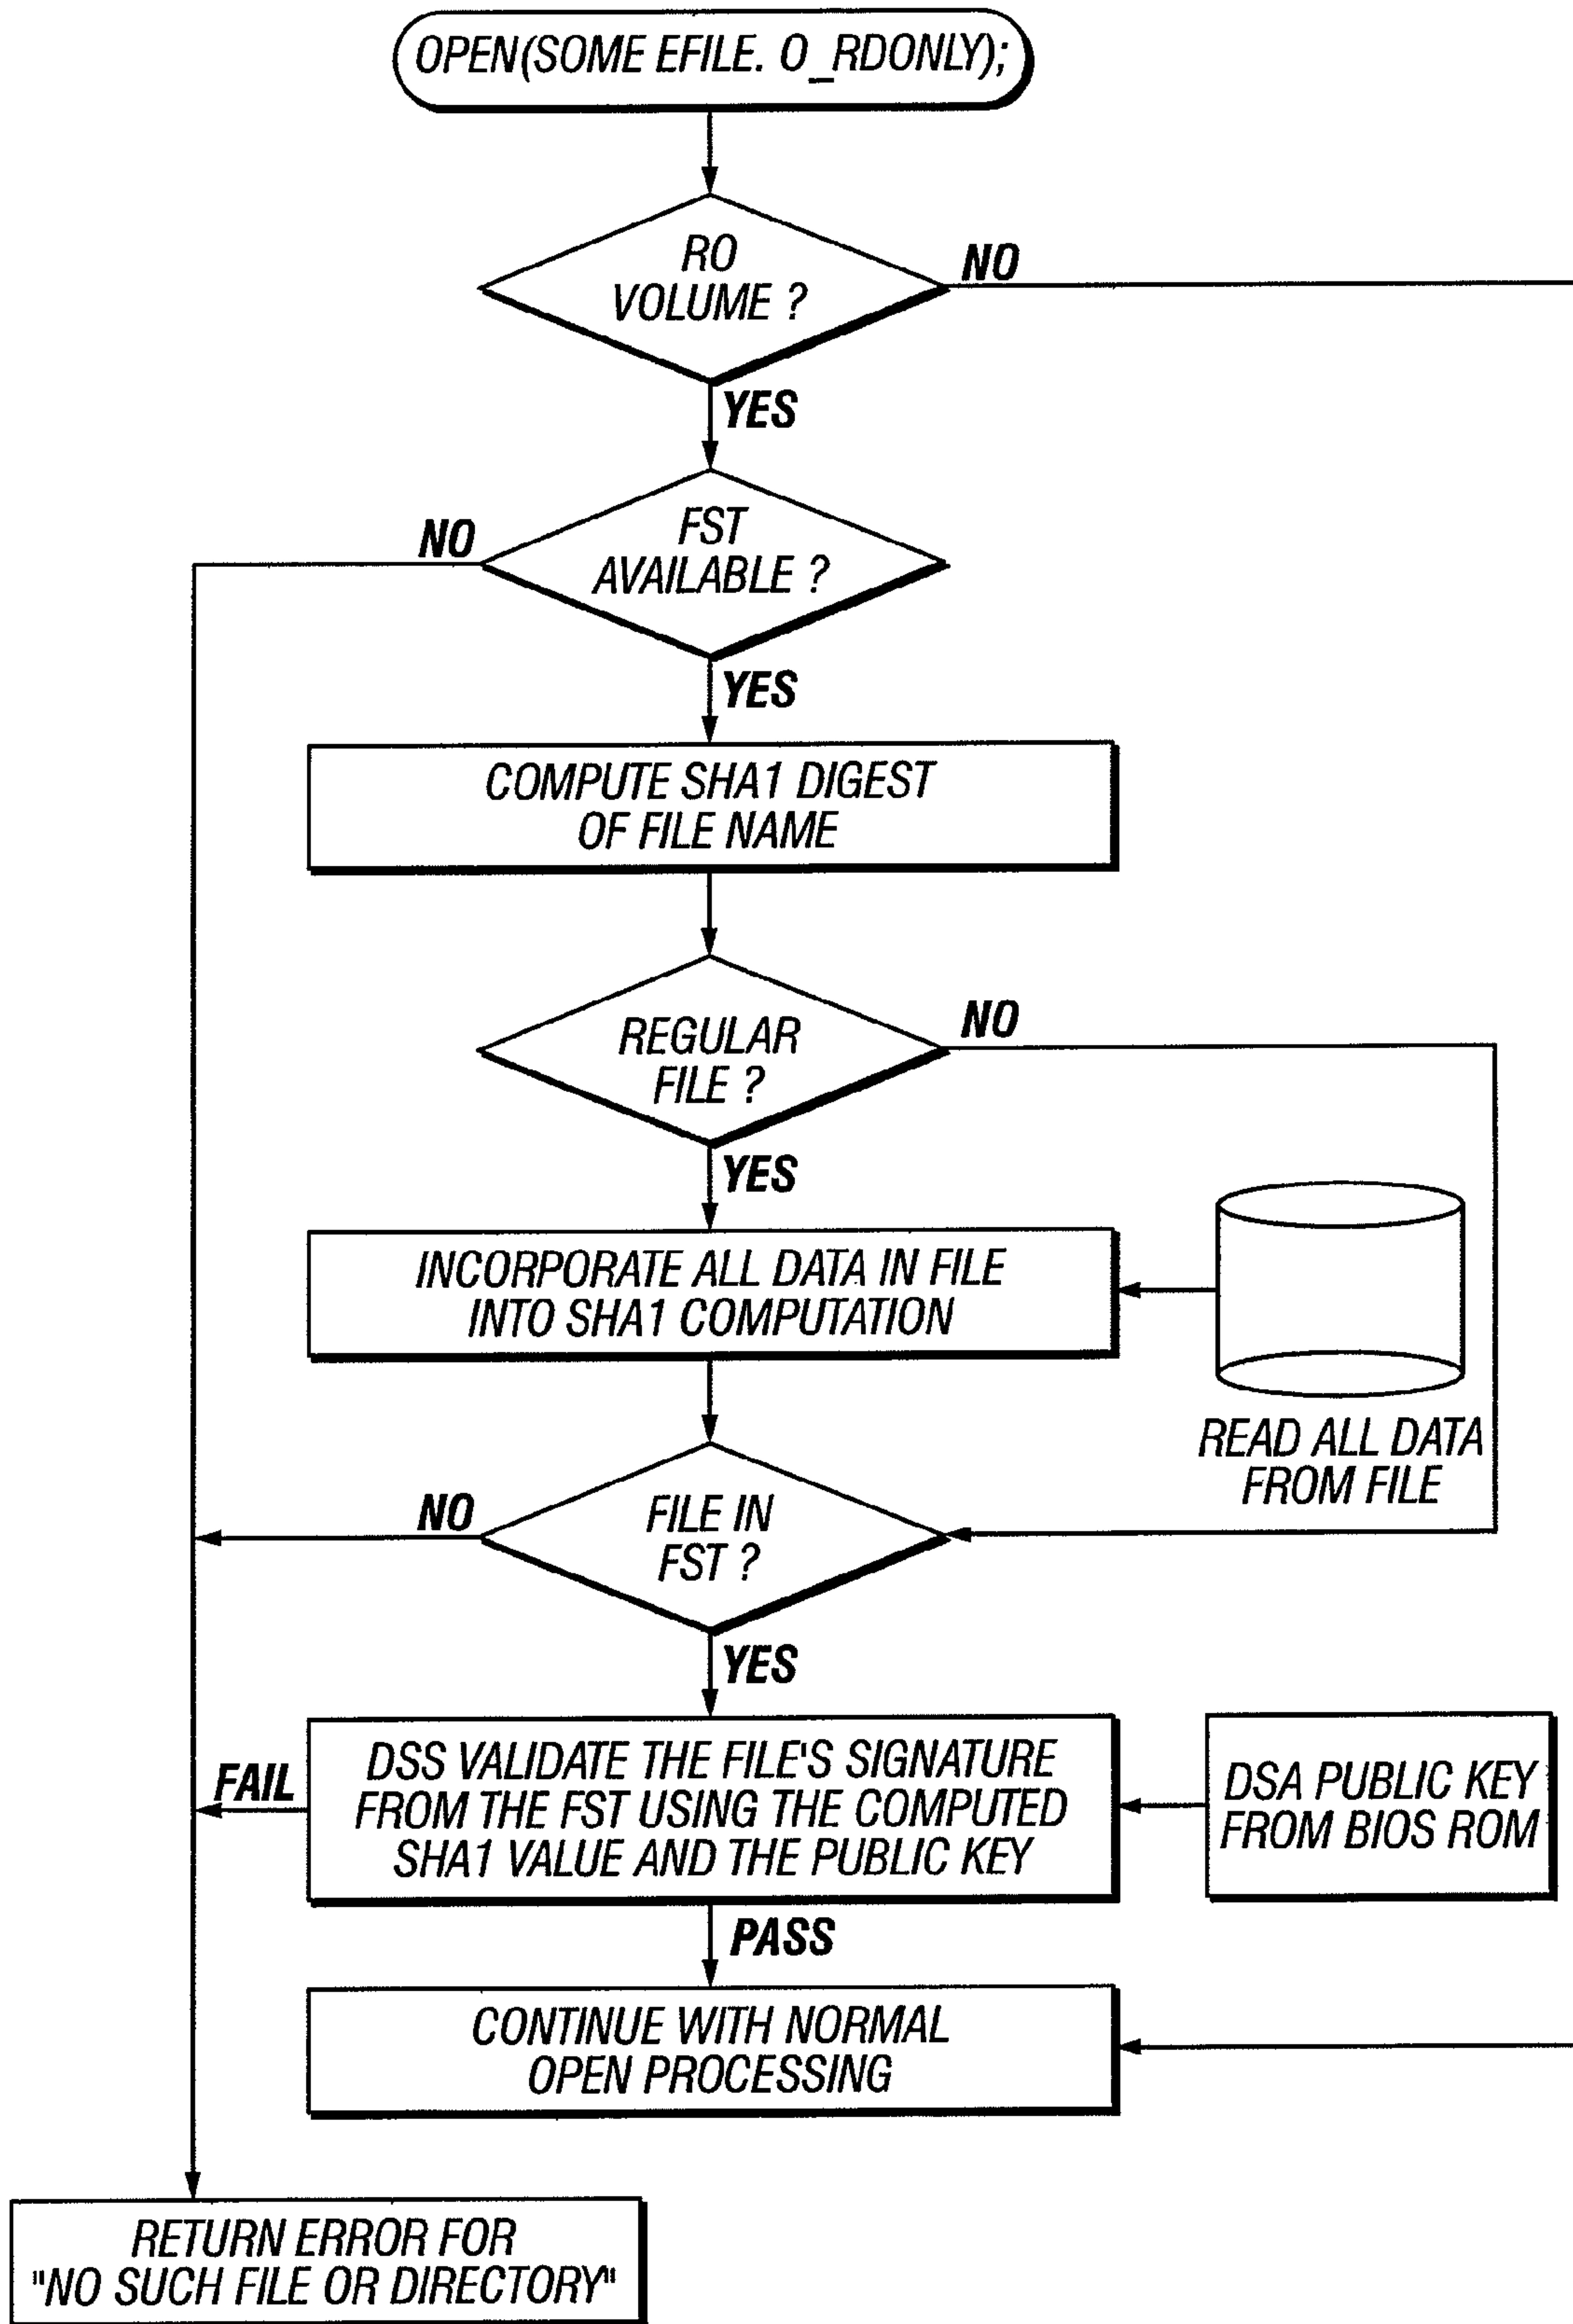 OPEN(SOME EFILE. O_RDONLY);
RO
VOLUME ?
NO
YES
FST
AVAILABLE ?
NO
YES
COMPUTE SHA1 DIGEST
OF FILE NAME
REGULAR
FILE ?
NO
YES
INCORPORATE ALL DATA IN FILE
INTO SHA1 COMPUTATION
READ ALL DATA
FROM FILE
FILE IN
FST ?
NO
YES
DSS VALIDATE THE FILE'S SIGNATURE
FROM THE FST USING THE COMPUTED
SHA1 VALUE AND THE PUBLIC KEY
FAIL
DSA PUBLIC KEY
FROM BIOS ROM
PASS
CONTINUE WITH NORMAL
OPEN PROCESSING
RETURN ERROR FOR
"NO SUCH FILE OR DIRECTORY"